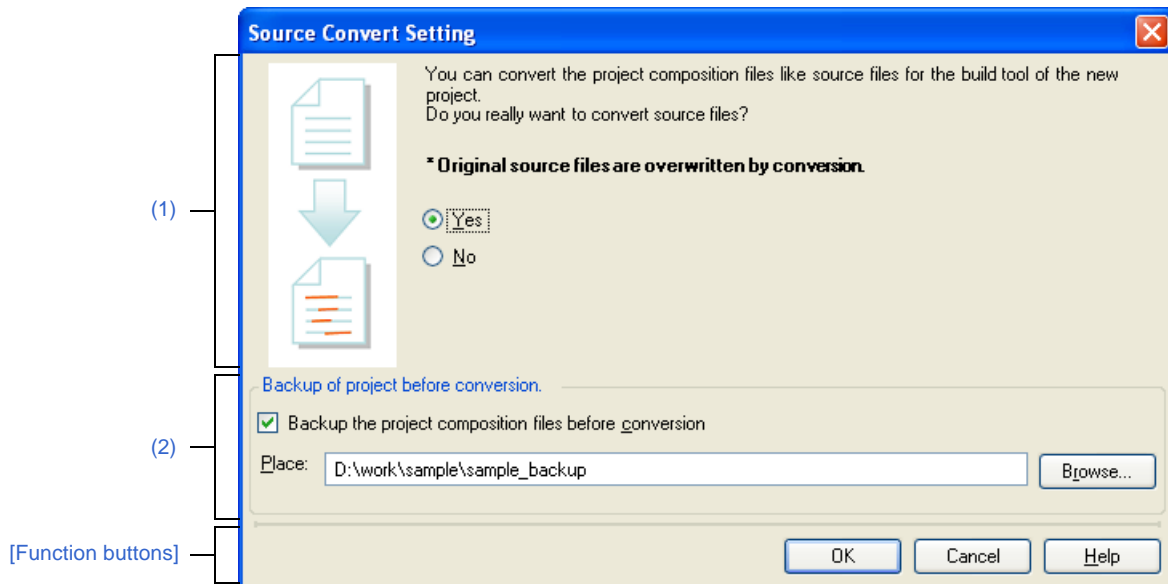 Source Convert Setting
(1)
You can convert the project composition files like source files for the build tool of the new
project.
Do you really want to convert source files?
* Original source files are overwritten by conversion.
Yes
No
(2)
Backup of project before conversion.
Backup the project composition files before conversion
Place:
D:\work\sample\sample_backup
Browse...
[Function buttons]
OK
Cancel
Help